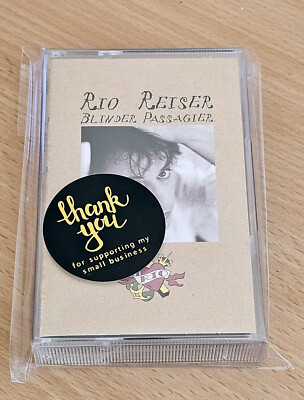 RIO REISER
BLINDER PASSAGIER
thank
you
for supporting my
small business
RIO